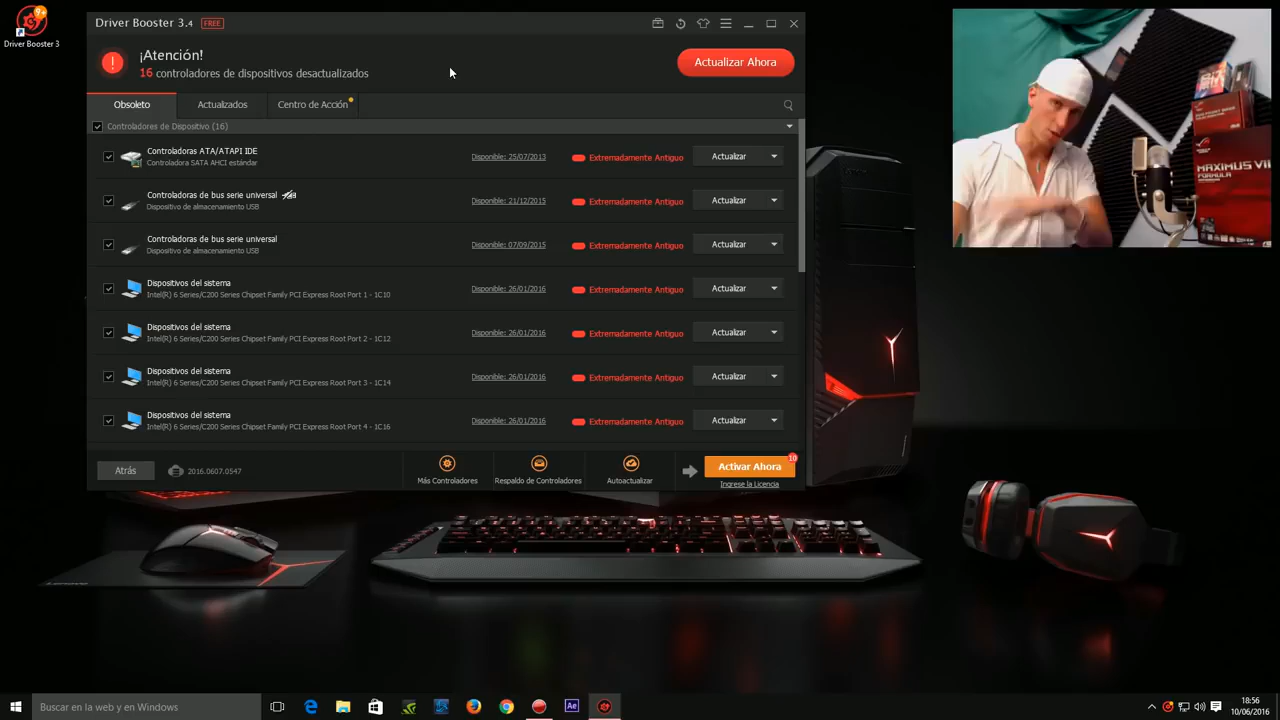 Driver Booster 3.4 FREE
9+
Driver Booster 3
¡Atención!
16 controladores de dispositivos desactualizados
Actualizar Ahora
Obsoleto Actualizados Centro de Acción
Controladores de Dispositivo (16)
Controladoras ATA/ATAPI IDE
Controladora SATA AHCI estándar
Disponible: 25/07/2013 Extremadamente Antiguo Actualizar
Controladoras de bus serie universal
Dispositivo de almacenamiento USB
Disponible: 21/12/2015 Extremadamente Antiguo Actualizar
Controladoras de bus serie universal
Dispositivo de almacenamiento USB
Disponible: 07/09/2015 Extremadamente Antiguo Actualizar
Dispositivos del sistema
Intel(R) 6 Series/C200 Series Chipset Family PCI Express Root Port 1 - 1C10
Disponible: 26/01/2016 Extremadamente Antiguo Actualizar
Dispositivos del sistema
Intel(R) 6 Series/C200 Series Chipset Family PCI Express Root Port 2 - 1C12
Disponible: 26/01/2016 Extremadamente Antiguo Actualizar
Dispositivos del sistema
Intel(R) 6 Series/C200 Series Chipset Family PCI Express Root Port 3 - 1C14
Disponible: 26/01/2016 Extremadamente Antiguo Actualizar
Dispositivos del sistema
Intel(R) 6 Series/C200 Series Chipset Family PCI Express Root Port 4 - 1C16
Disponible: 26/01/2016 Extremadamente Antiguo Actualizar
Atrás 2016.0607.0547
Más Controladores Respaldo de Controladores Autoactualizar
Activar Ahora 10
Ingrese la Licencia
MAXIMUS VII
FORMULA
Lenovo
Buscar en la web y en Windows
Ae
18:56
10/06/2016